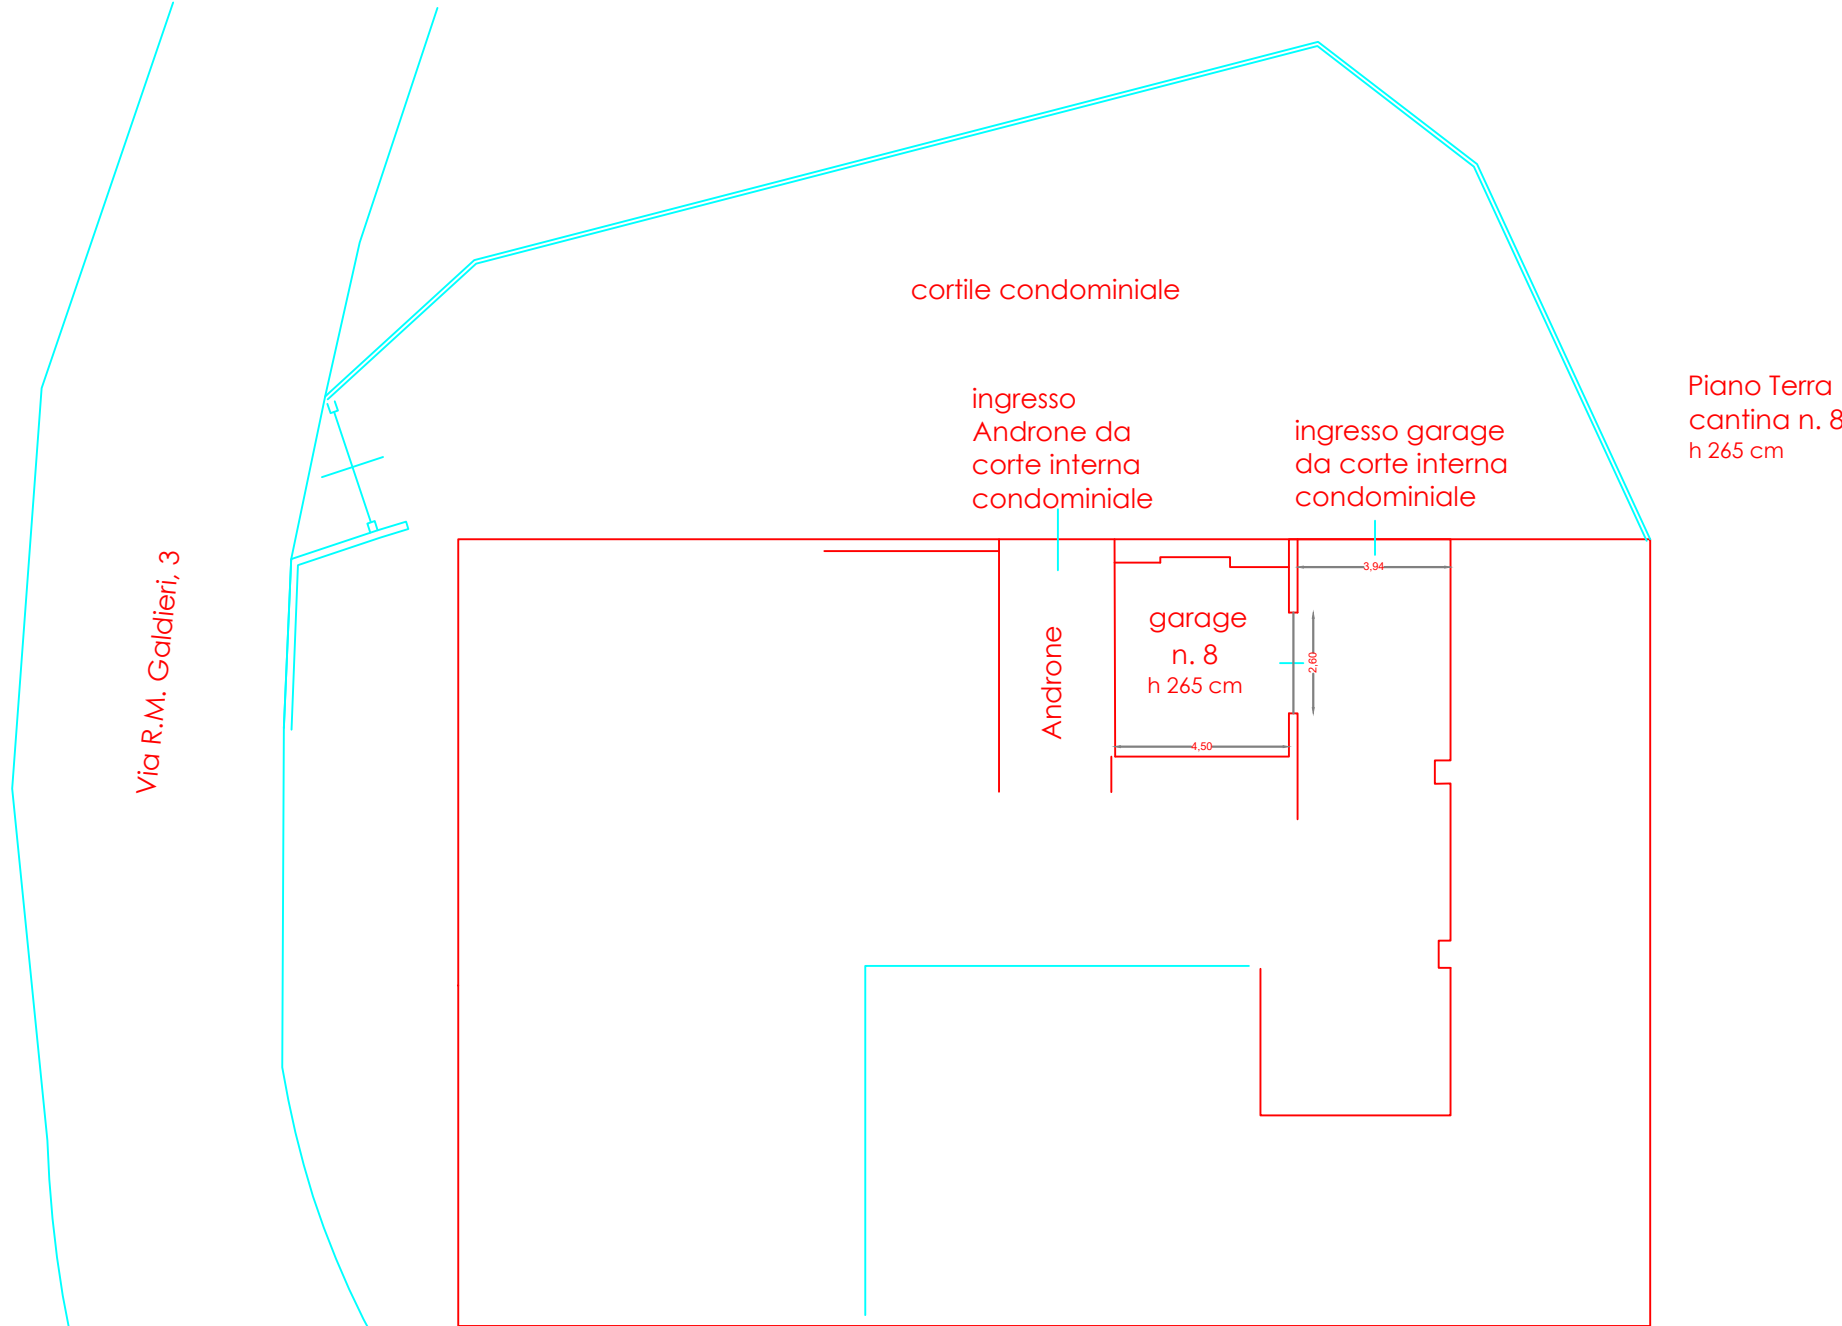 cortile condominiale
ingresso
Androne da
corte interna
condominiale
ingresso garage
da corte interna
condominiale
Piano Terra
cantina n. 8
h 265 cm
Via R.M. Galdieri, 3
Androne
garage
n. 8
h 265 cm
3,94
2,60
4,50